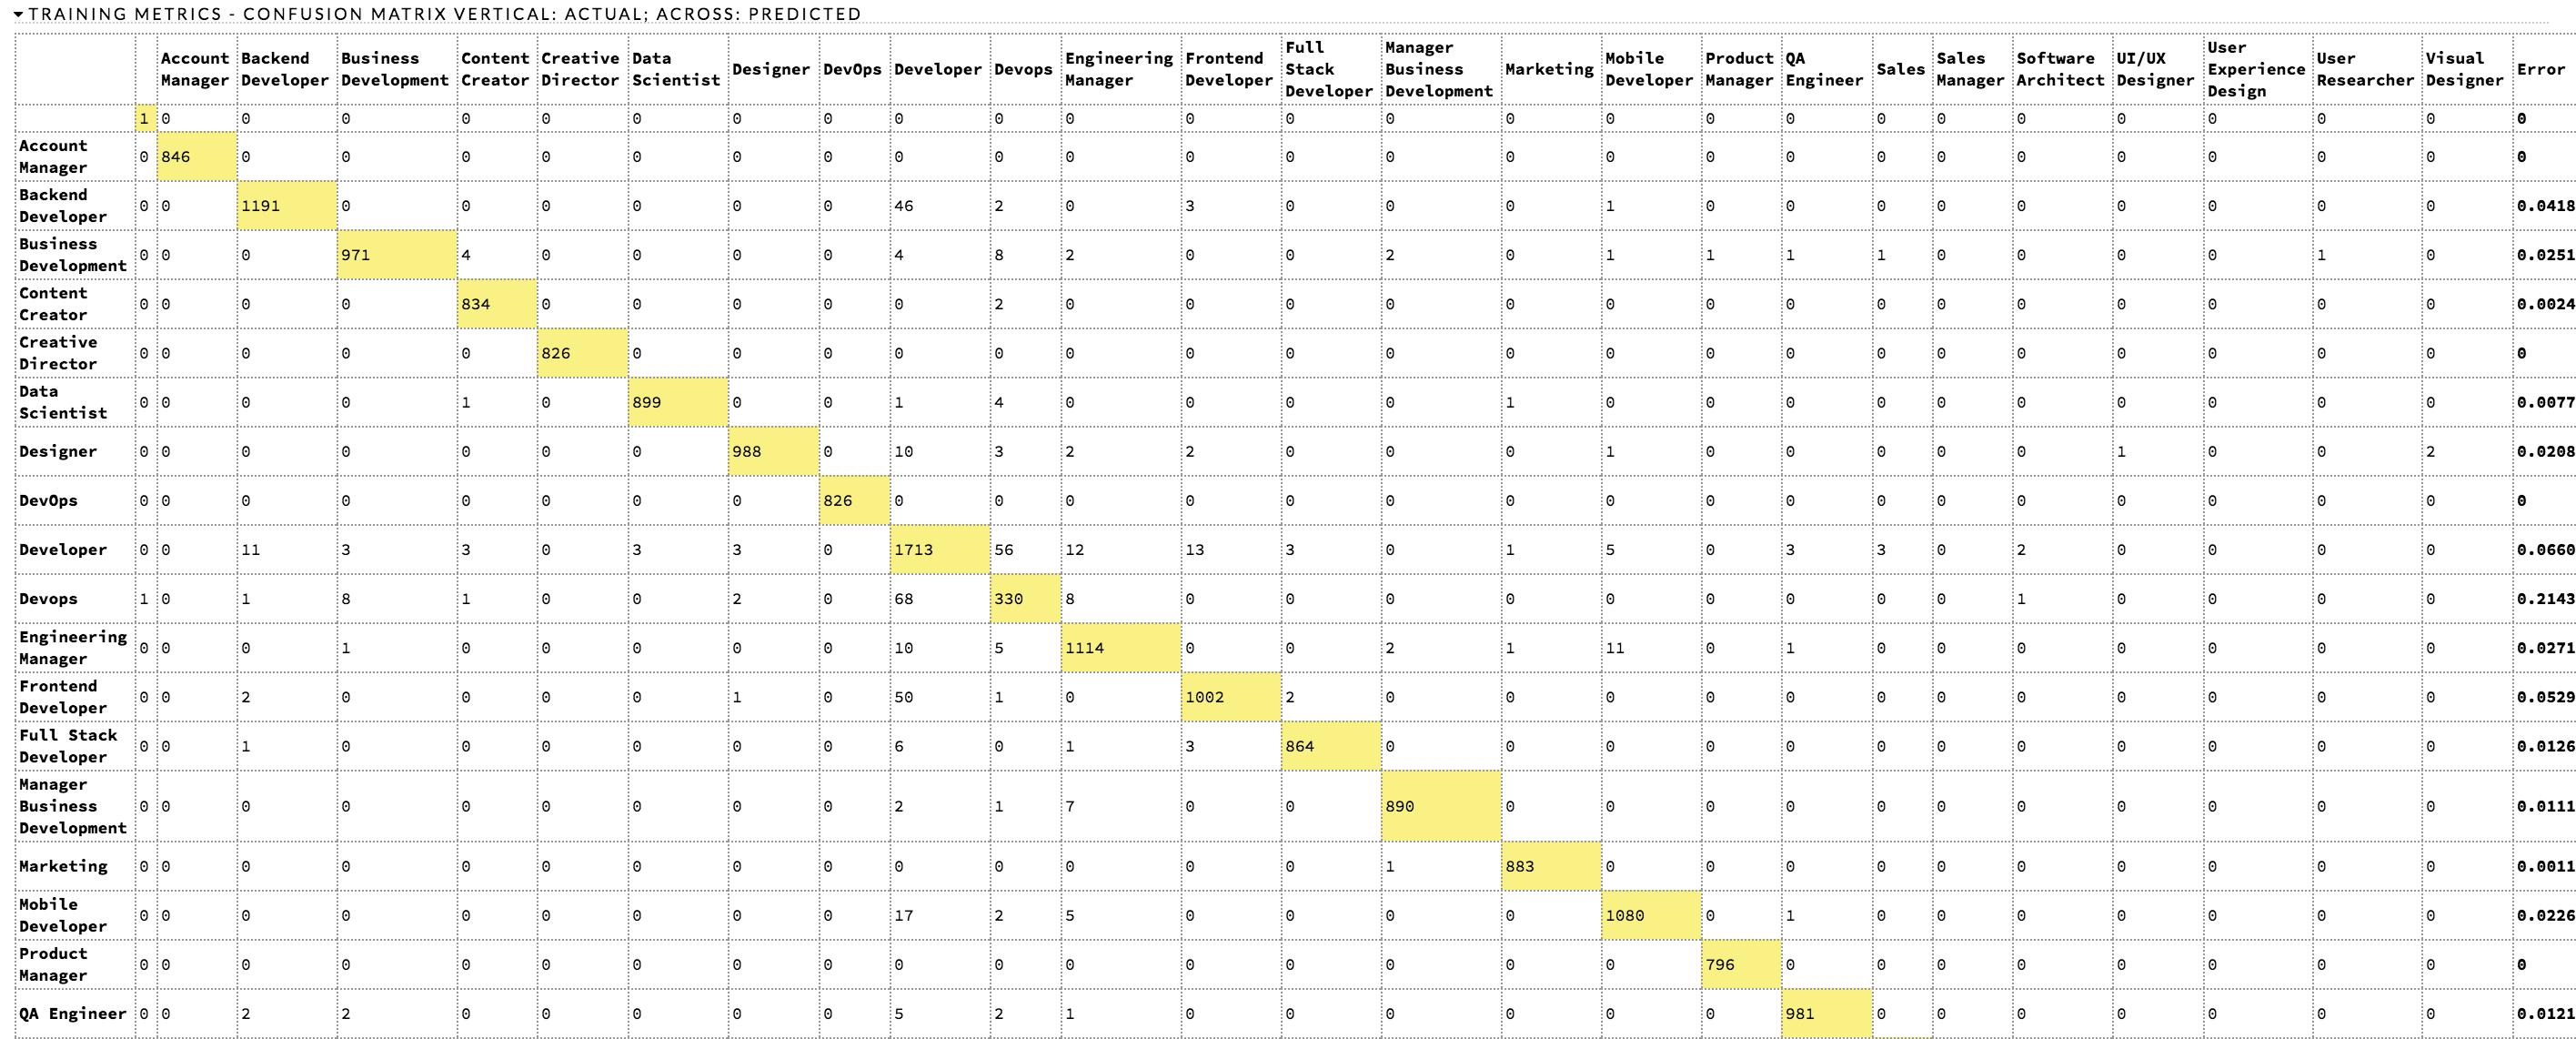 ▾ TRAINING METRICS - CONFUSION MATRIX VERTICAL: ACTUAL; ACROSS: PREDICTED
Account Manager Backend Developer Business Development Content Creator Creative Director Data Scientist Designer DevOps Developer Devops Engineering Manager Frontend Developer Full Stack Developer Manager Business Development Marketing Mobile Developer Product Manager QA Engineer Sales Sales Manager Software Architect UI/UX Designer User Experience Design User Researcher Visual Designer Error
1 0 0 0 0 0 0 0 0 0 0 0 0 0 0 0 0 0 0 0 0 0 0 0 0 0 0
Account Manager 0 846 0 0 0 0 0 0 0 0 0 0 0 0 0 0 0 0 0 0 0 0 0 0 0 0 0
Backend Developer 0 0 1191 0 0 0 0 0 0 46 2 0 3 0 0 0 1 0 0 0 0 0 0 0 0 0 0.0418
Business Development 0 0 0 971 4 0 0 0 0 4 8 2 0 0 2 0 1 1 1 1 0 0 0 0 1 0 0.0251
Content Creator 0 0 0 0 834 0 0 0 0 0 2 0 0 0 0 0 0 0 0 0 0 0 0 0 0 0 0.0024
Creative Director 0 0 0 0 0 826 0 0 0 0 0 0 0 0 0 0 0 0 0 0 0 0 0 0 0 0 0
Data Scientist 0 0 0 0 1 0 899 0 0 1 4 0 0 0 0 1 0 0 0 0 0 0 0 0 0 0 0.0077
Designer 0 0 0 0 0 0 0 988 0 10 3 2 2 0 0 0 1 0 0 0 0 0 1 0 0 2 0.0208
DevOps 0 0 0 0 0 0 0 0 826 0 0 0 0 0 0 0 0 0 0 0 0 0 0 0 0 0 0
Developer 0 0 11 3 3 0 3 3 0 1713 56 12 13 3 0 1 5 0 3 3 0 2 0 0 0 0 0.0660
Devops 1 0 1 8 1 0 0 2 0 68 330 8 0 0 0 0 0 0 0 0 0 1 0 0 0 0 0.2143
Engineering Manager 0 0 0 1 0 0 0 0 0 10 5 1114 0 0 2 1 11 0 1 0 0 0 0 0 0 0 0.0271
Frontend Developer 0 0 2 0 0 0 0 1 0 50 1 0 1002 2 0 0 0 0 0 0 0 0 0 0 0 0 0.0529
Full Stack Developer 0 0 1 0 0 0 0 0 0 6 0 1 3 864 0 0 0 0 0 0 0 0 0 0 0 0 0.0126
Manager Business Development 0 0 0 0 0 0 0 0 0 2 1 7 0 0 890 0 0 0 0 0 0 0 0 0 0 0 0.0111
Marketing 0 0 0 0 0 0 0 0 0 0 0 0 0 0 1 883 0 0 0 0 0 0 0 0 0 0 0.0011
Mobile Developer 0 0 0 0 0 0 0 0 0 17 2 5 0 0 0 0 1080 0 1 0 0 0 0 0 0 0 0.0226
Product Manager 0 0 0 0 0 0 0 0 0 0 0 0 0 0 0 0 0 796 0 0 0 0 0 0 0 0 0
QA Engineer 0 0 2 2 0 0 0 0 0 5 2 1 0 0 0 0 0 0 981 0 0 0 0 0 0 0 0.0121